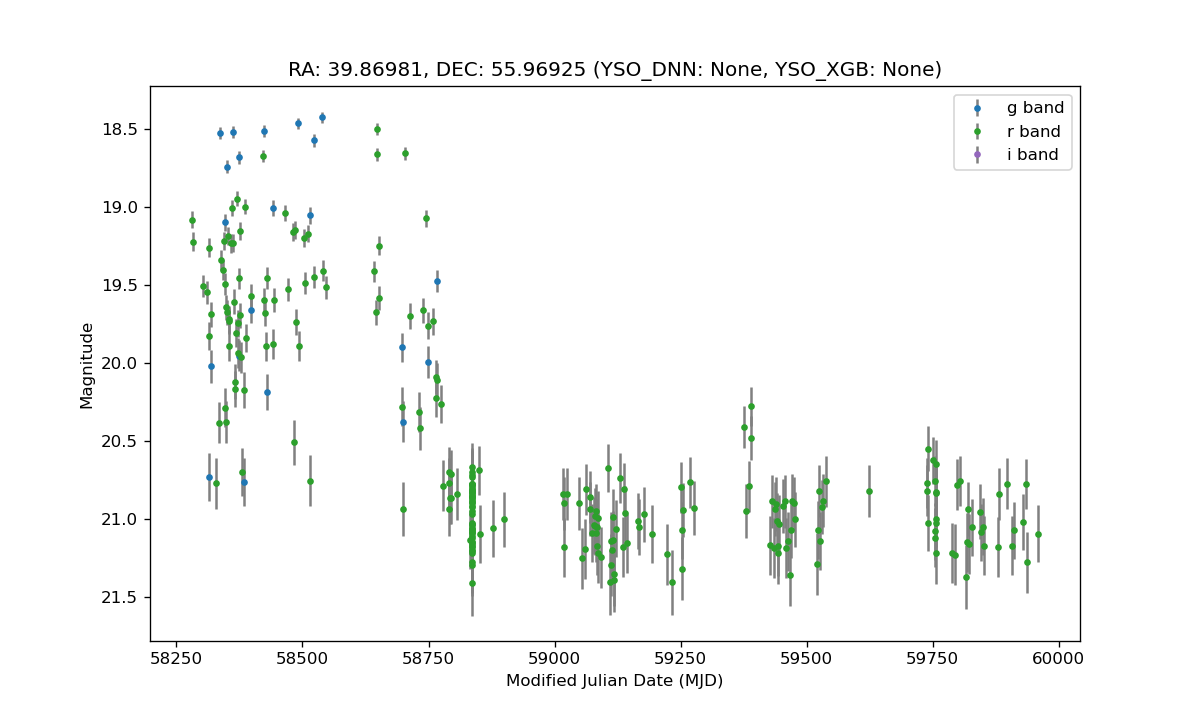 RA: 39.86981, DEC: 55.96925 (YSO_DNN: None, YSO_XGB: None)
g band
r band
i band
18.5
19.0
19.5
20.0
20.5
21.0
21.5
Magnitude
58250 58500 58750 59000 59250 59500 59750 60000
Modified Julian Date (MJD)